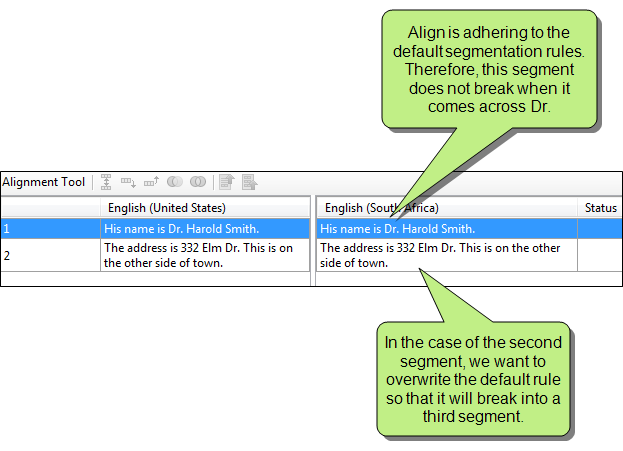 Align is adhering to the
default segmentation rules.
Therefore, this segment
does not break when it
comes across Dr.
Alignment Tool
English (United States) English (South Africa) Status
1 His name is Dr. Harold Smith. His name is Dr. Harold Smith.
2 The address is 332 Elm Dr. This is on The address is 332 Elm Dr. This is on the other
the other side of town. side of town.
In the case of the second
segment, we want to
overwrite the default rule
so that it will break into a
third segment.